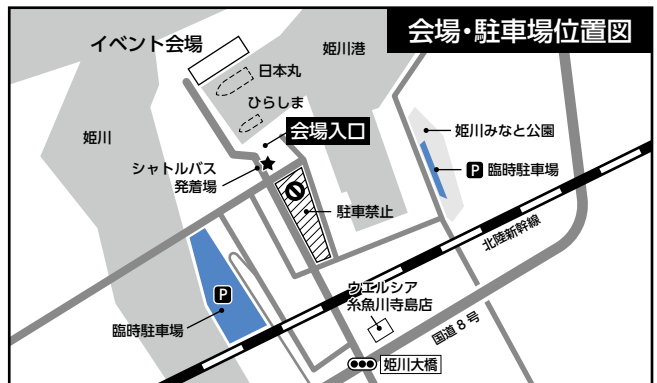 会場・駐車場位置図
イベント会場
姫川港
日本丸
ひらしま
会場入口
姫川
姫川みなと公園
シャトルバス
発着場
P 臨時駐車場
駐車禁止
北陸新幹線
P
ウエルシア
糸魚川寺島店
臨時駐車場
国道8号
姫川大橋